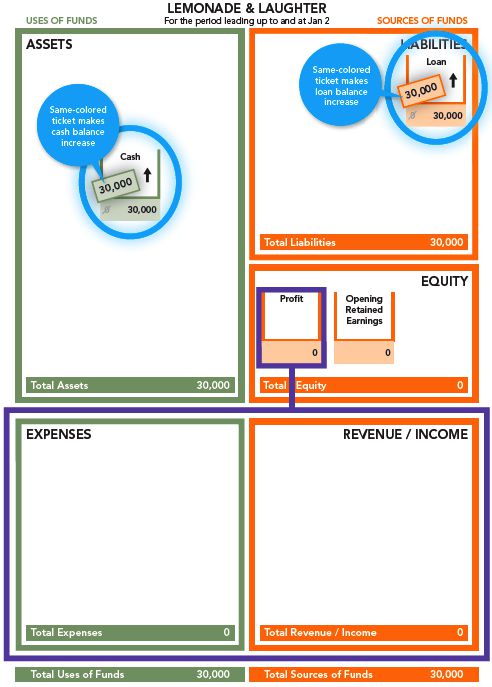 LEMONADE & LAUGHTER
USES OF FUNDS
For the period leading up to and at Jan 2
SOURCES OF FUNDS
ASSETS
Same-colored
ticket makes
cash balance
increase
Cash
30,000
0 30,000
Total Assets 30,000
LIABILITIES
Same-colored
ticket makes
loan balance
increase
Loan
30,000
0 30,000
Total Liabilities 30,000
EQUITY
Profit
0
Opening
Retained
Earnings
0
Total Equity 0
EXPENSES
Total Expenses 0
REVENUE / INCOME
Total Revenue / Income 0
Total Uses of Funds 30,000
Total Sources of Funds 30,000